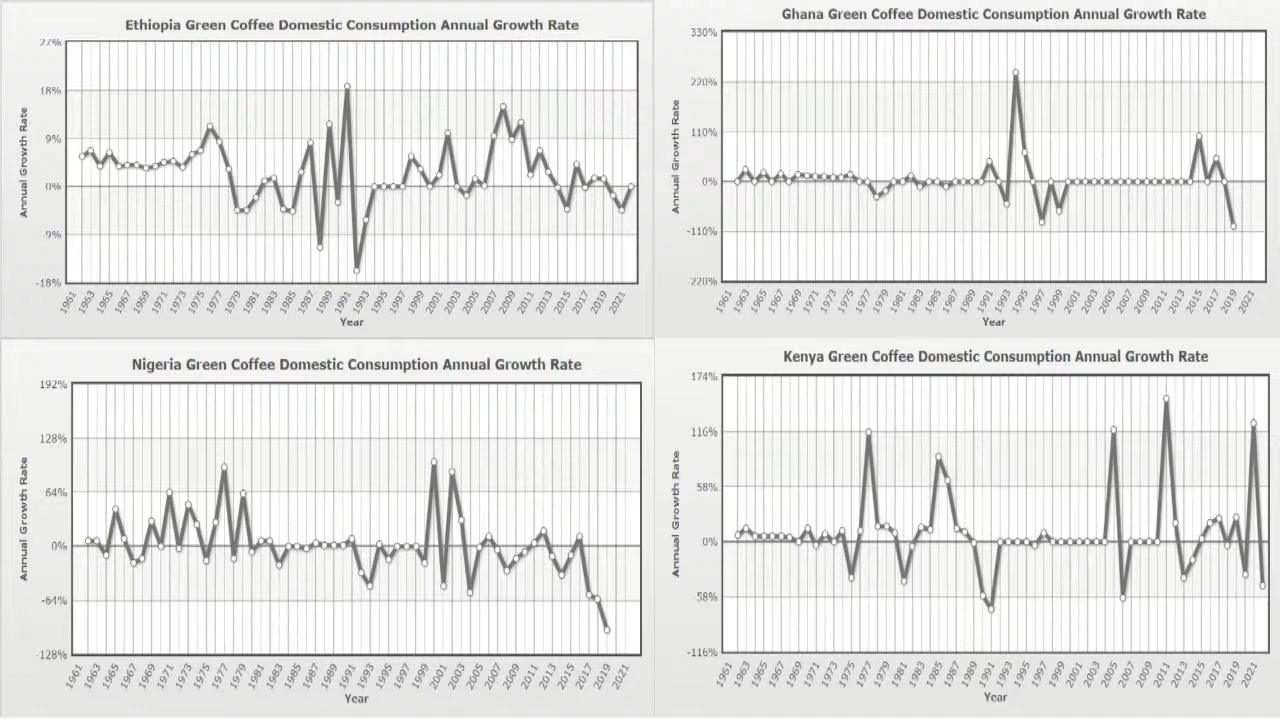 Ethiopia Green Coffee Domestic Consumption Annual Growth Rate
27%
18%
9%
0%
-9%
-18%
Annual Growth Rate
1961 1963 1965 1967 1969 1971 1973 1975 1977 1979 1981 1983 1985 1987 1989 1991 1993 1995 1997 1999 2001 2003 2005 2007 2009 2011 2013 2015 2017 2019 2021
Year
Ghana Green Coffee Domestic Consumption Annual Growth Rate
330%
220%
110%
0%
-110%
-220%
Annual Growth Rate
1961 1963 1965 1967 1969 1971 1973 1975 1977 1979 1981 1983 1985 1987 1989 1991 1993 1995 1997 1999 2001 2003 2005 2007 2009 2011 2013 2015 2017 2019 2021
Year
Nigeria Green Coffee Domestic Consumption Annual Growth Rate
192%
128%
64%
0%
-64%
-128%
Annual Growth Rate
1961 1963 1965 1967 1969 1971 1973 1975 1977 1979 1981 1983 1985 1987 1989 1991 1993 1995 1997 1999 2001 2003 2005 2007 2009 2011 2013 2015 2017 2019 2021
Year
Kenya Green Coffee Domestic Consumption Annual Growth Rate
174%
116%
58%
0%
-58%
-116%
Annual Growth Rate
1961 1963 1965 1967 1969 1971 1973 1975 1977 1979 1981 1983 1985 1987 1989 1991 1993 1995 1997 1999 2001 2003 2005 2007 2009 2011 2013 2015 2017 2019 2021
Year